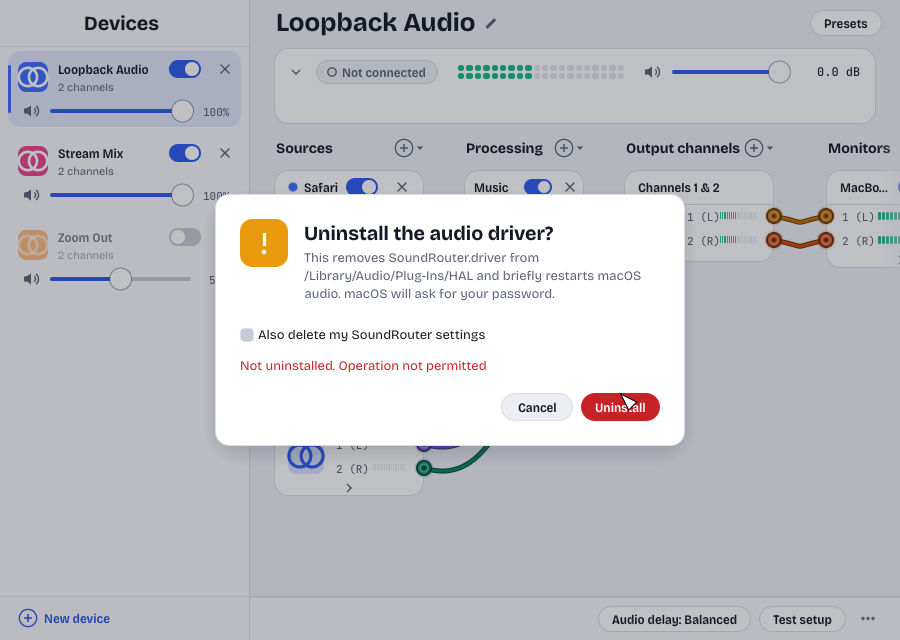 Devices
Loopback Audio
2 channels
100%
Stream Mix
2 channels
100%
Zoom Out
2 channels
New device
Loopback Audio
Presets
Not connected
0.0 dB
Sources
Processing
Output channels
Monitors
Safari
Music
Channels 1 & 2
1 (L)
2 (R)
MacBo...
1 (L)
2 (R)
Uninstall the audio driver?
This removes SoundRouter.driver from
/Library/Audio/Plug-Ins/HAL and briefly restarts macOS
audio. macOS will ask for your password.
Also delete my SoundRouter settings
Not uninstalled. Operation not permitted
Cancel
Uninstall
1 (L)
2 (R)
Audio delay: Balanced
Test setup